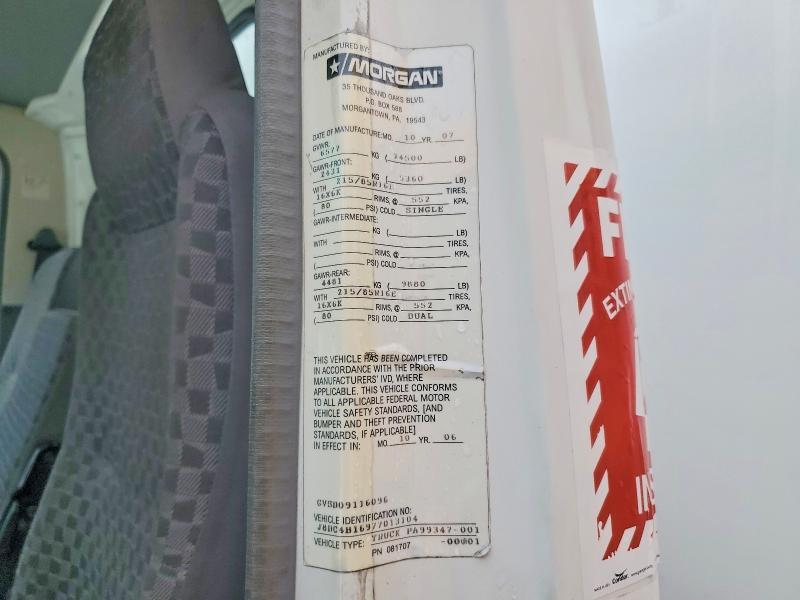 MANUFACTURED BY:
MORGAN
35 THOUSAND OAKS BLVD.
P.O. BOX 588
MORGANTOWN, PA. 19543
DATE OF MANUFACTURE: MO. 10 YR. 07
GVWR:
6577 KG ( 14500 LB)
GAWR-FRONT:
2431 KG ( 5360 LB)
WITH 215/85R16E TIRES,
16X6K RIMS, @ 552 KPA,
( 80 PSI) COLD SINGLE
GAWR-INTERMEDIATE:
KG ( LB)
WITH TIRES,
RIMS, @ KPA,
( PSI) COLD
GAWR-REAR:
4481 KG ( 9880 LB)
WITH 215/85R16E TIRES,
16X6K RIMS, @ 552 KPA,
( 80 PSI) COLD DUAL
THIS VEHICLE HAS BEEN COMPLETED
IN ACCORDANCE WITH THE PRIOR
MANUFACTURERS' IVD, WHERE
APPLICABLE. THIS VEHICLE CONFORMS
TO ALL APPLICABLE FEDERAL MOTOR
VEHICLE SAFETY STANDARDS, [AND
BUMPER AND THEFT PREVENTION
STANDARDS, IF APPLICABLE]
IN EFFECT IN: MO. 10 YR. 06
GVSD09116096
VEHICLE IDENTIFICATION NO:
J8DC4B16977013104
VEHICLE TYPE: TRUCK PA99347-001
PN 081707 -00001
F
EXTIN
INS
Condor